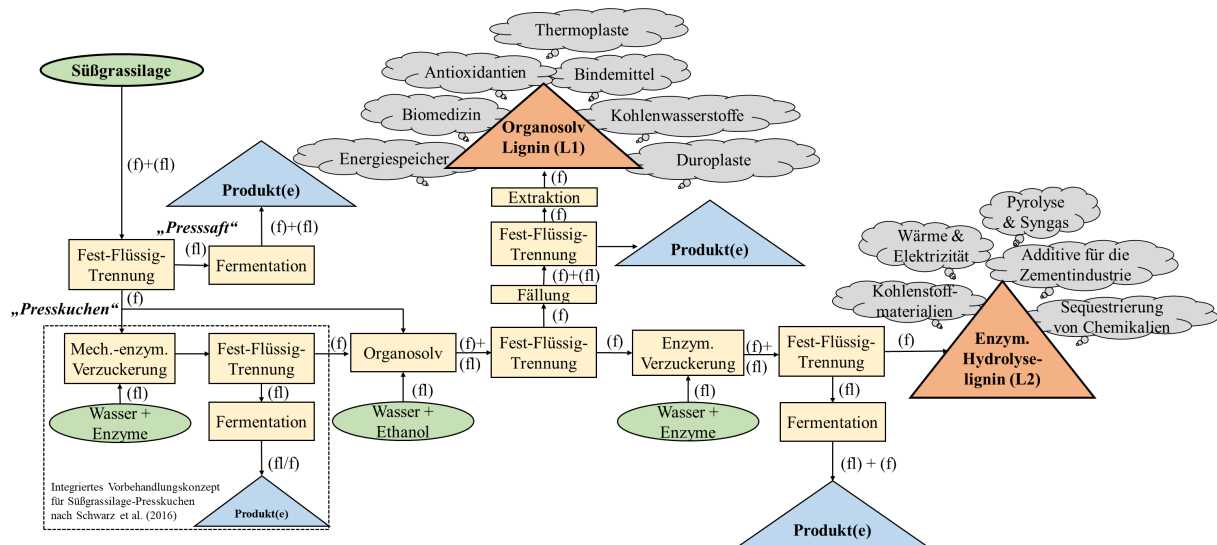 Süßgrassilage
(f)+(fl)
Produkt(e)
„Presssaft“
(f)+(fl)
Fest-Flüssig-
Trennung
(fl)
Fermentation
(f)
„Presskuchen“
Mech.-enzym.
Verzuckerung
(fl)
Wasser +
Enzyme
Fest-Flüssig-
Trennung
(f)
(fl)
Fermentation
(fl/f)
Produkt(e)
Integriertes Vorbehandlungskonzept
für Süßgrassilage-Presskuchen
nach Schwarz et al. (2016)
Organosolv
(fl)
Wasser +
Ethanol
(f)+
(fl)
Fest-Flüssig-
Trennung
(f)
Fällung
(f)+(fl)
Fest-Flüssig-
Trennung
Produkt(e)
(f)
Extraktion
(f)
Organosolv
Lignin (L1)
Thermoplaste
Antioxidantien
Bindemittel
Biomedizin
Kohlenwasserstoffe
Energiespeicher
Duroplaste
(f)
Enzym.
Verzuckerung
(fl)
Wasser +
Enzyme
(f)+
(fl)
Fest-Flüssig-
Trennung
(fl)
Fermentation
(fl) + (f)
Produkt(e)
(f)
Enzym.
Hydrolyse-
lignin (L2)
Pyrolyse
& Syngas
Wärme &
Elektrizität
Additive für die
Zementindustrie
Kohlenstoff-
materialien
Sequestrierung
von Chemikalien